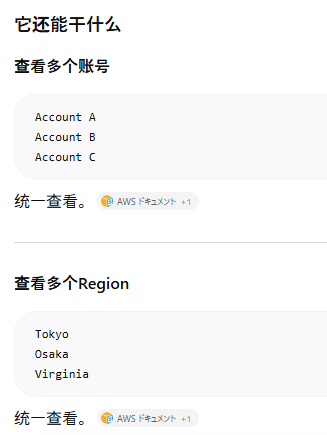 它还能干什么
查看多个账号
Account A
Account B
Account C
统一查看。 AWS ドキュメント +1
查看多个Region
Tokyo
Osaka
Virginia
统一查看。 AWS ドキュメント +1